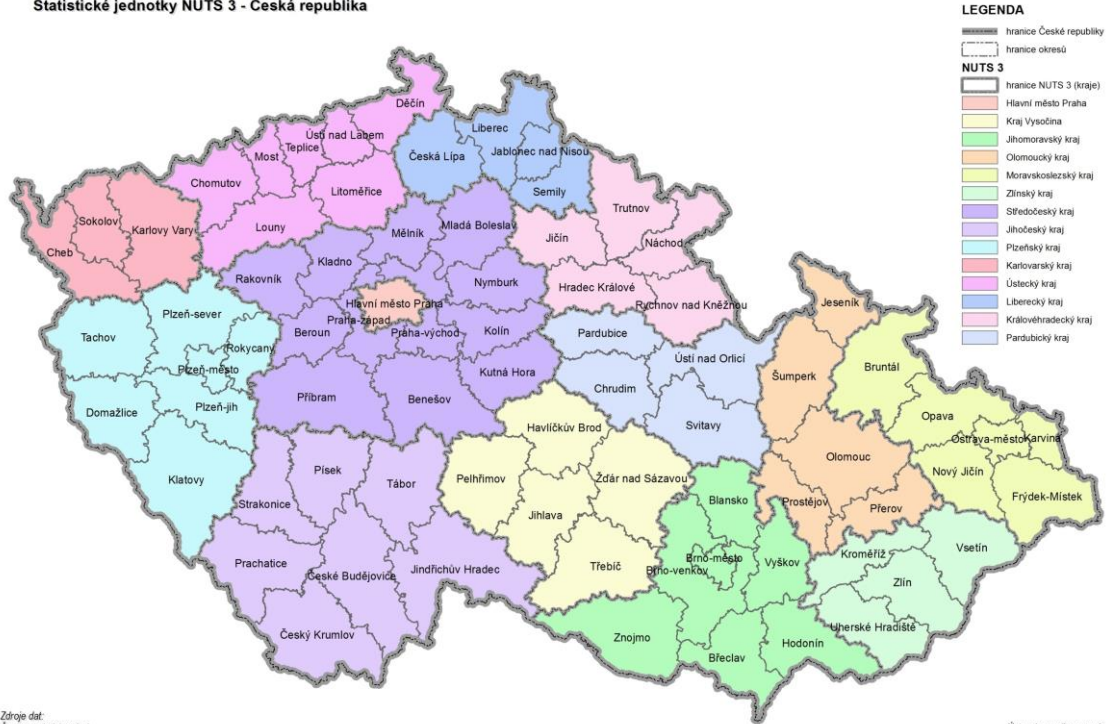 Statistické jednotky NUTS 3 - Česká republika
LEGENDA
hranice České republiky
hranice okresů
NUTS 3
hranice NUTS 3 (kraje)
Hlavní město Praha
Kraj Vysočina
Jihomoravský kraj
Olomoucký kraj
Moravskoslezský kraj
Zlínský kraj
Středočeský kraj
Jihočeský kraj
Plzeňský kraj
Karlovarský kraj
Ústecký kraj
Liberecký kraj
Královéhradecký kraj
Pardubický kraj
Děčín
Ústí nad Labem
Teplice
Most
Chomutov
Litoměřice
Louny
Liberec
Česká Lípa
Jablonec nad Nisou
Semily
Sokolov
Karlovy Vary
Cheb
Trutnov
Jičín
Náchod
Hradec Králové
Rychnov nad Kněžnou
Mladá Boleslav
Mělník
Kladno
Rakovník
Nymburk
Hlavní město Praha
Praha-západ
Praha-východ
Beroun
Kolín
Kutná Hora
Příbram
Benešov
Plzeň-sever
Tachov
Rokycany
Plzeň-město
Plzeň-jih
Domažlice
Klatovy
Pardubice
Ústí nad Orlicí
Chrudim
Svitavy
Jeseník
Šumperk
Olomouc
Prostějov
Přerov
Bruntál
Opava
Ostrava-město
Karviná
Nový Jičín
Frýdek-Místek
Havlíčkův Brod
Pelhřimov
Žďár nad Sázavou
Jihlava
Třebíč
Písek
Tábor
Strakonice
Prachatice
České Budějovice
Jindřichův Hradec
Český Krumlov
Blansko
Brno-město
Brno-venkov
Vyškov
Znojmo
Břeclav
Hodonín
Kroměříž
Vsetín
Zlín
Uherské Hradiště
Zdroje dat: